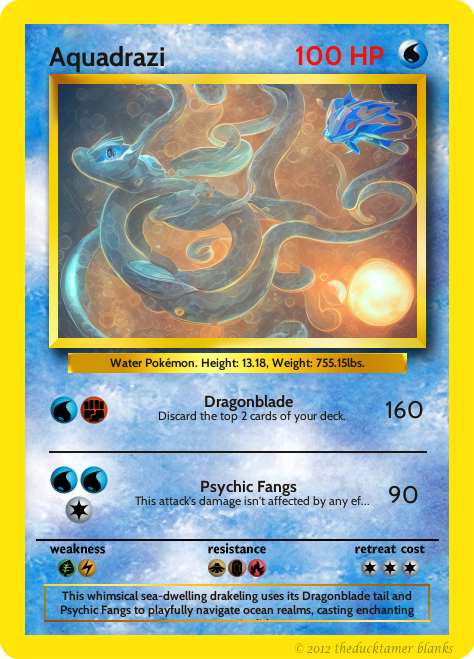 Aquadrazi 100 HP
Water Pokémon. Height: 13.18, Weight: 755.15lbs.
Dragonblade
Discard the top 2 cards of your deck.
160
Psychic Fangs
This attack's damage isn't affected by any ef...
90
weakness resistance retreat cost
This whimsical sea-dwelling drakeling uses its Dragonblade tail and
Psychic Fangs to playfully navigate ocean realms, casting enchanting
© 2012 theducktamer blanks